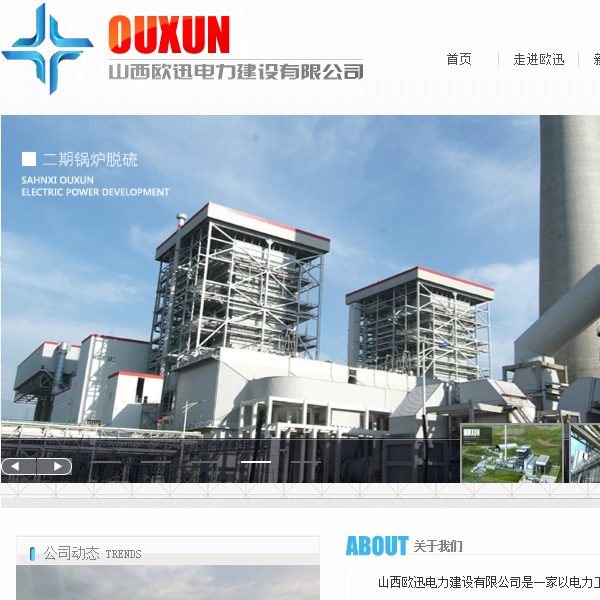 OUXUN
山西欧迅电力建设有限公司
首页 走进欧迅
二期锅炉脱硫
SAHNXI OUXUN
ELECTRIC POWER DEVELOPMENT
公司动态 TRENDS
ABOUT 关于我们
山西欧迅电力建设有限公司是一家以电力工